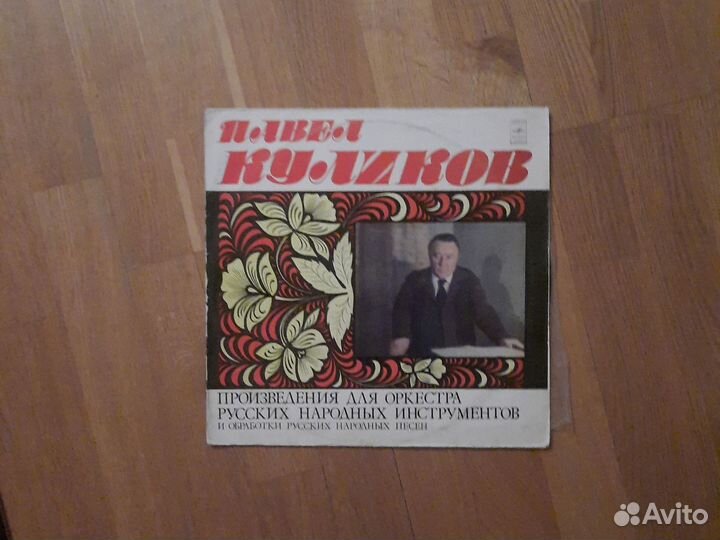 ПАВЕЛ
КУЛИКОВ
ПРОИЗВЕДЕНИЯ ДЛЯ ОРКЕСТРА
РУССКИХ НАРОДНЫХ ИНСТРУМЕНТОВ
И ОБРАБОТКИ РУССКИХ НАРОДНЫХ ПЕСЕН
Avito